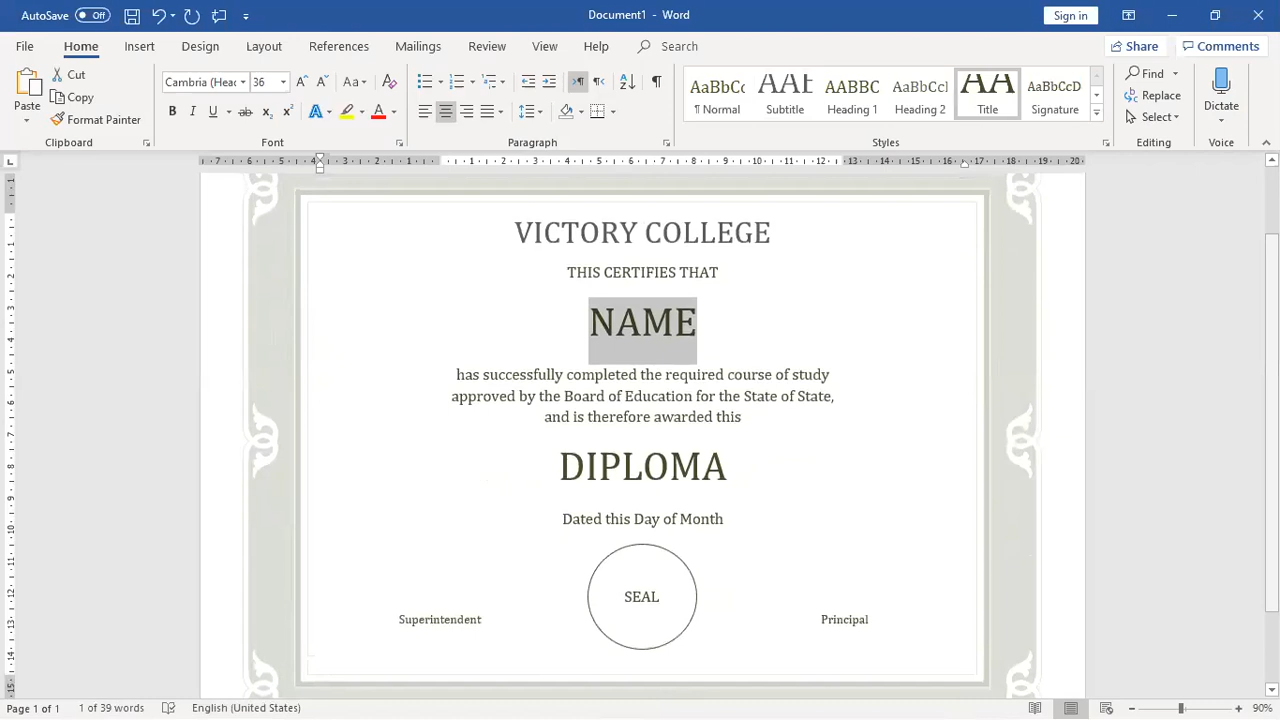 AutoSave Off Document1 - Word Sign in
File Home Insert Design Layout References Mailings Review View Help Search Share Comments
Paste Cut Copy Format Painter
Cambria (Head 36
Normal Subtitle Heading 1 Heading 2 Title Signature
Find Replace Select Dictate
Clipboard Font Paragraph Styles Editing Voice
VICTORY COLLEGE
THIS CERTIFIES THAT
NAME
has successfully completed the required course of study
approved by the Board of Education for the State of State,
and is therefore awarded this
DIPLOMA
Dated this Day of Month
SEAL
Superintendent Principal
Page 1 of 1 1 of 39 words English (United States) 90%